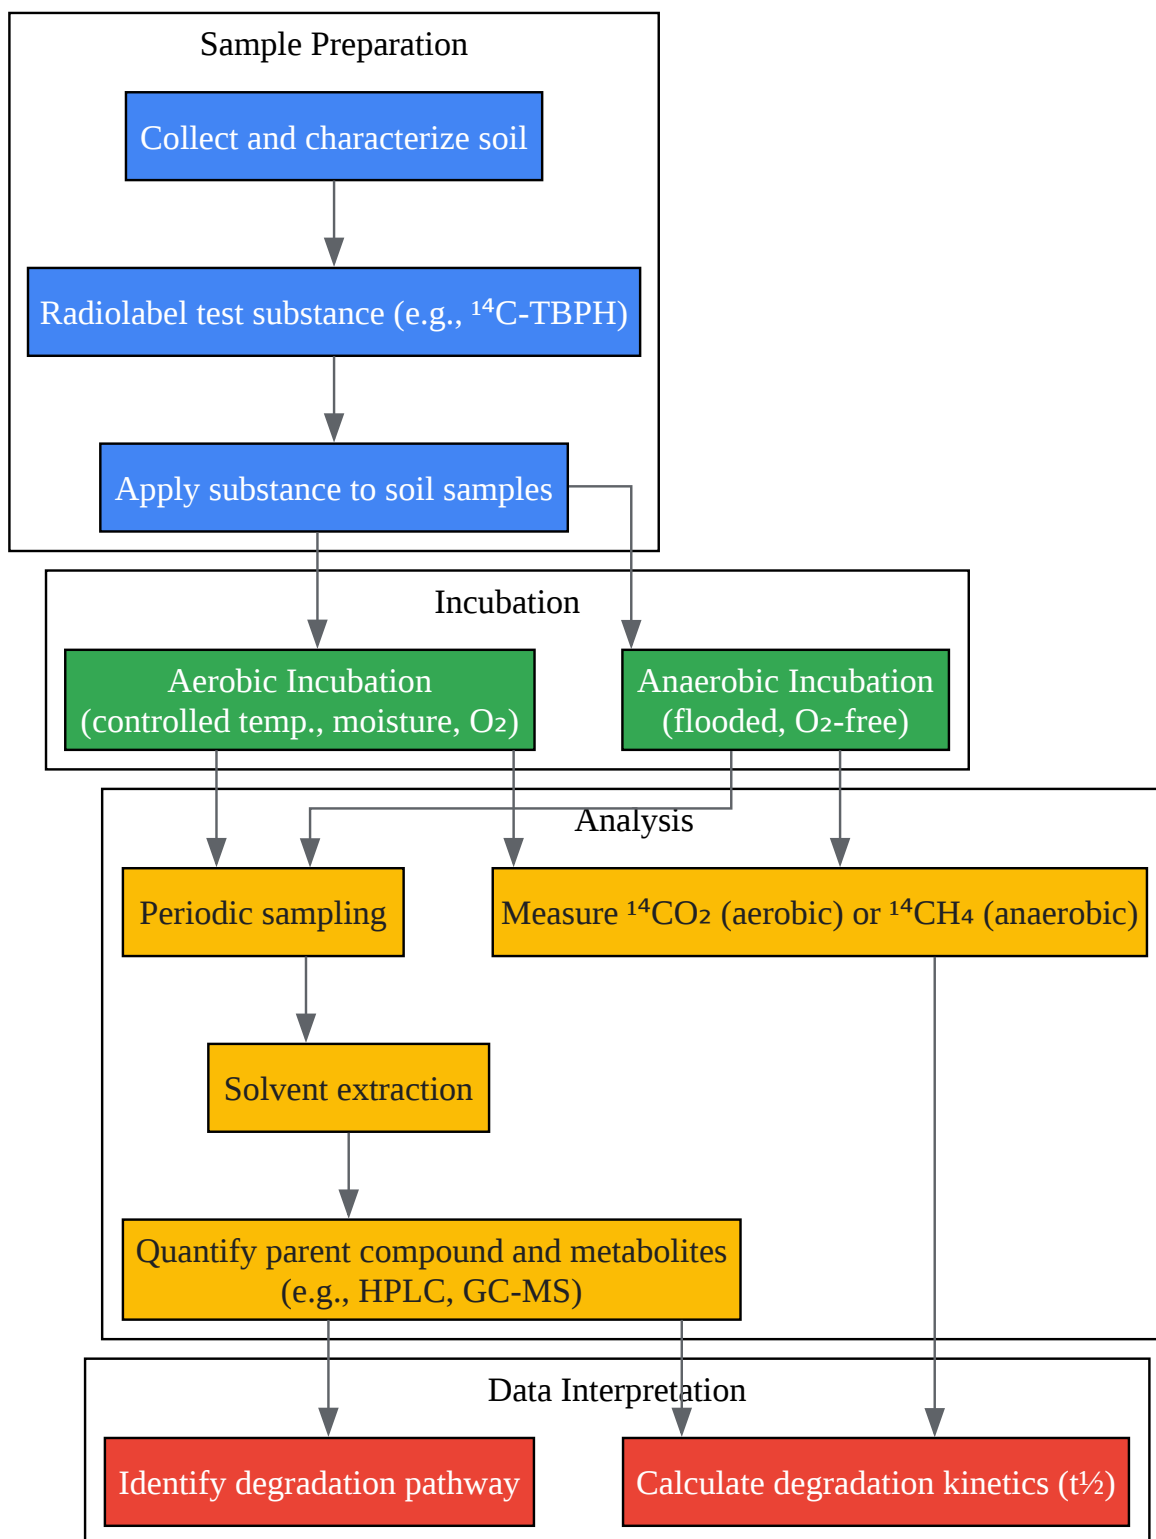 Sample Preparation
Collect and characterize soil
Radiolabel test substance (e.g., ¹⁴C-TBPH)
Apply substance to soil samples
Incubation
Aerobic Incubation
(controlled temp., moisture, O₂)
Anaerobic Incubation
(flooded, O₂-free)
Analysis
Periodic sampling
Measure ¹⁴CO₂ (aerobic) or ¹⁴CH₄ (anaerobic)
Solvent extraction
Quantify parent compound and metabolites
(e.g., HPLC, GC-MS)
Data Interpretation
Identify degradation pathway
Calculate degradation kinetics (t½)